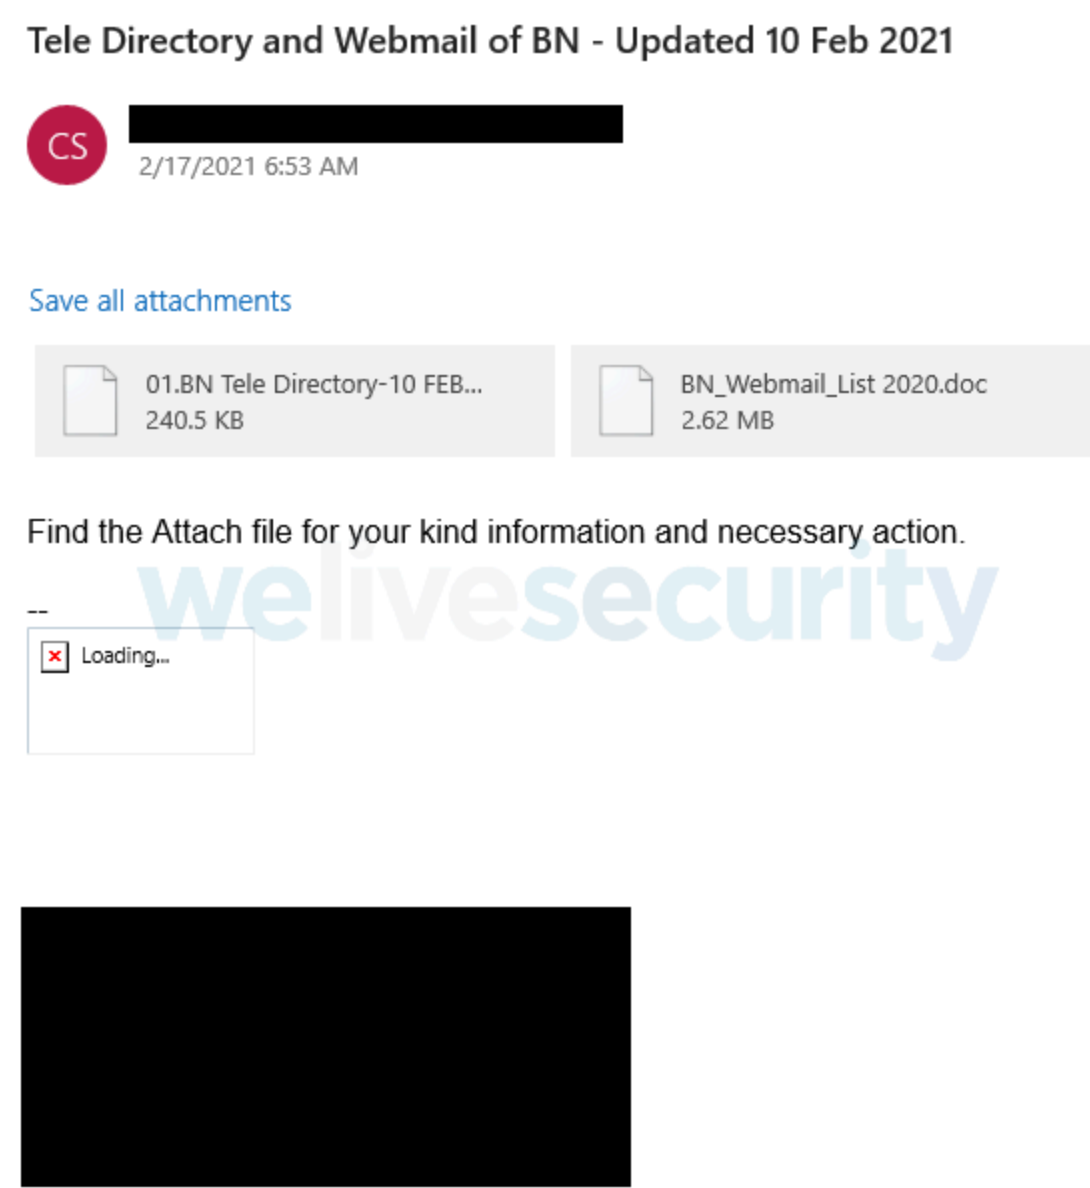 Tele Directory and Webmail of BN - Updated 10 Feb 2021
CS
2/17/2021 6:53 AM
Save all attachments
01.BN Tele Directory-10 FEB...
240.5 KB
BN_Webmail_List 2020.doc
2.62 MB
Find the Attach file for your kind information and necessary action.
welivesecurity
--
Loading...